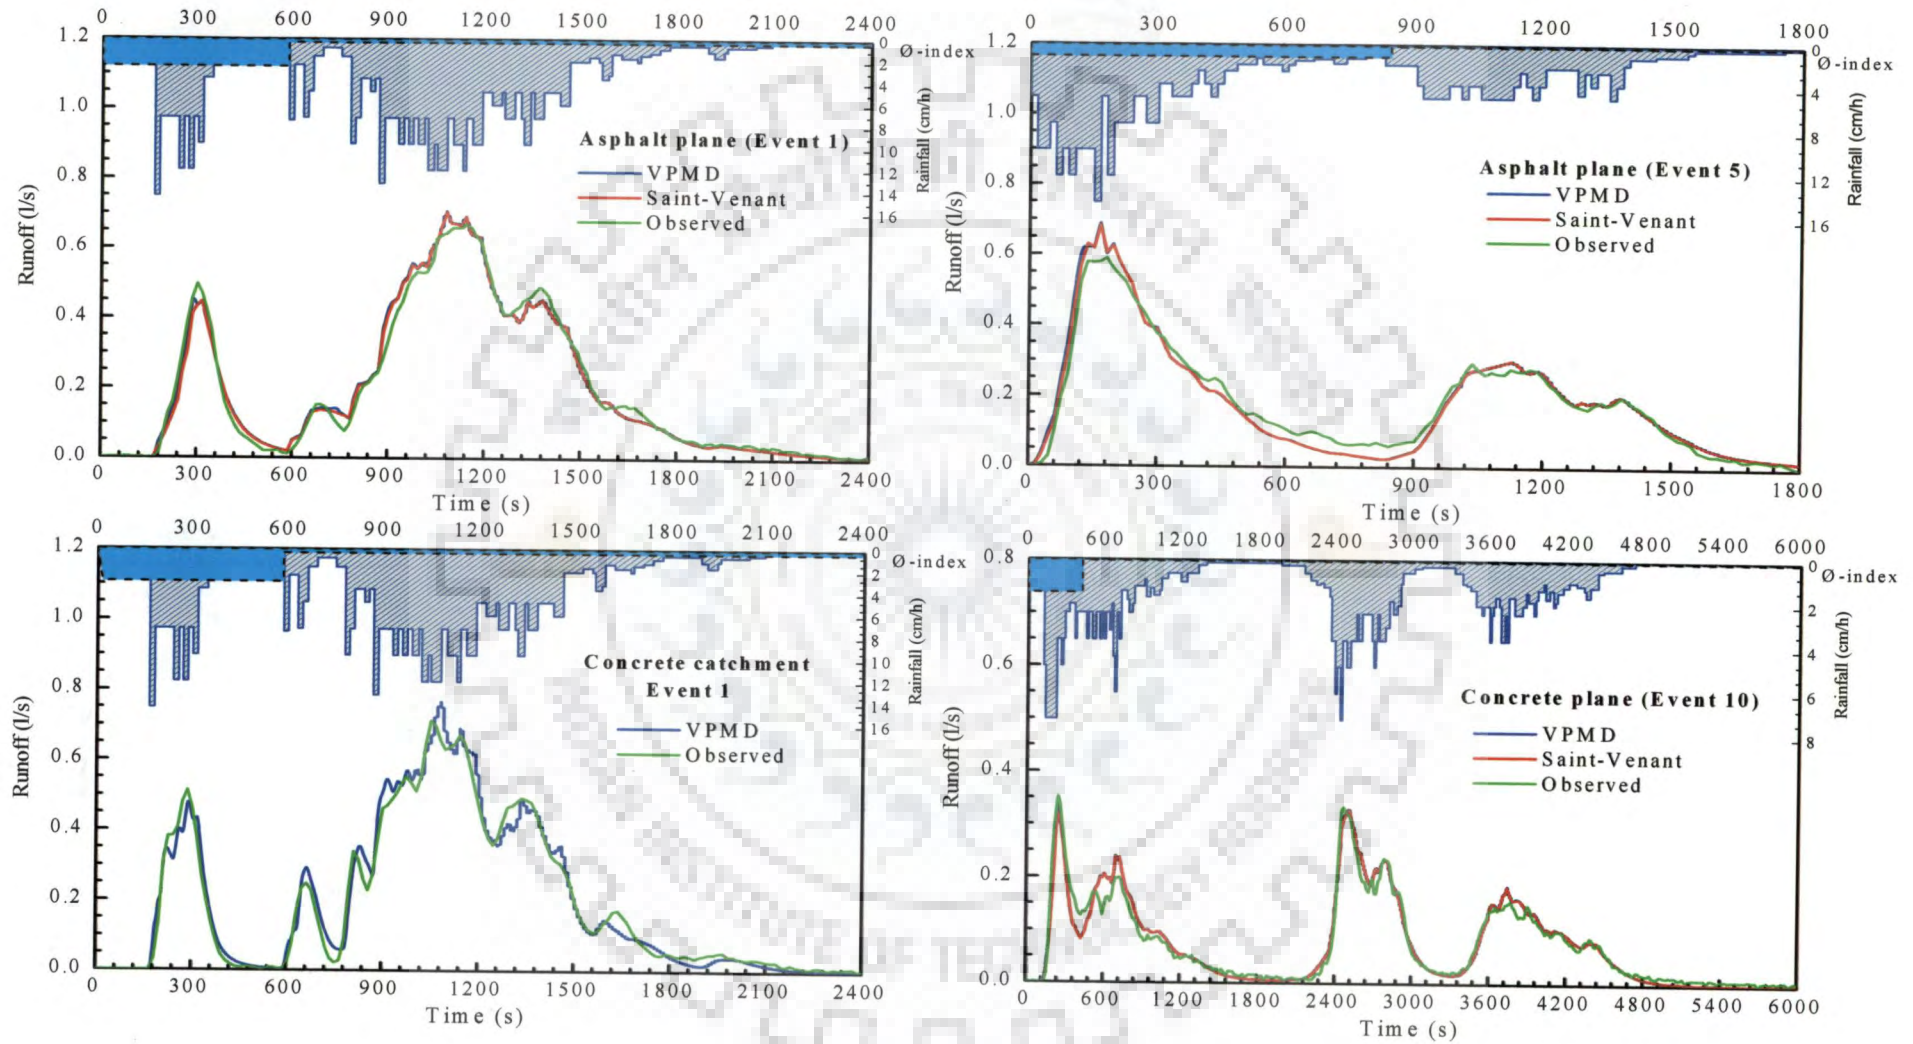 0 300 600 900 1200 1500 1800 2100 2400
1.2
1.0
0.8
0.6
0.4
0.2
0.0
Runoff (l/s)
0
2
4
6
8
10
12
14
16
Ø-index
Rainfall (cm/h)
Asphalt plane (Event 1)
VPMD
Saint-Venant
Observed
0 300 600 900 1200 1500 1800 2100 2400
Time (s)
0 300 600 900 1200 1500 1800
1.2
1.0
0.8
0.6
0.4
0.2
0.0
Runoff (l/s)
0
4
8
12
16
Ø-index
Rainfall (cm/h)
Asphalt plane (Event 5)
VPMD
Saint-Venant
Observed
0 300 600 900 1200 1500 1800
Time (s)
0 300 600 900 1200 1500 1800 2100 2400
1.2
1.0
0.8
0.6
0.4
0.2
0.0
Runoff (l/s)
0
2
4
6
8
10
12
14
16
Ø-index
Rainfall (cm/h)
Concrete catchment
Event 1
VPMD
Observed
0 300 600 900 1200 1500 1800 2100 2400
Time (s)
0 600 1200 1800 2400 3000 3600 4200 4800 5400 6000
0.8
0.6
0.4
0.2
0.0
Runoff (l/s)
0
2
4
6
8
Ø-index
Rainfall (cm/h)
Concrete plane (Event 10)
VPMD
Saint-Venant
Observed
0 600 1200 1800 2400 3000 3600 4200 4800 5400 6000
Time (s)